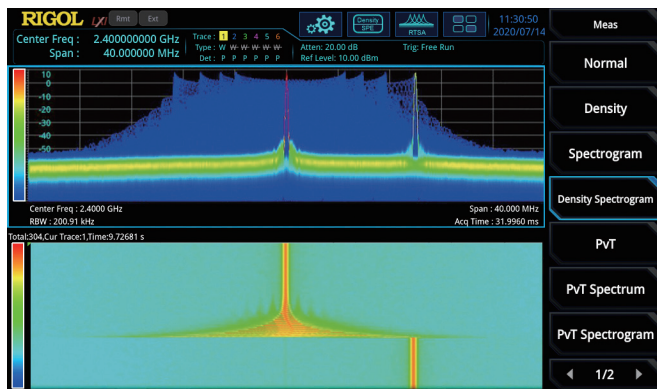 RIGOL LXI Rmt Ext
Density SPE
RTSA
11:30:50
2020/07/14
Center Freq : 2.400000000 GHz
Span : 40.000000 MHz
Trace : 1 2 3 4 5 6
Type : W W W W W W
Det : P P P P P P
Atten: 20.00 dB
Ref Level: 10.00 dBm
Trig: Free Run
10
0
-10
-20
-30
-40
-50
Center Freq : 2.4000 GHz
RBW : 200.91 kHz
Span : 40.000 MHz
Acq Time : 31.9960 ms
Total:304,Cur Trace:1,Time:9.72681 s
Meas
Normal
Density
Spectrogram
Density Spectrogram
PvT
PvT Spectrum
PvT Spectrogram
1/2